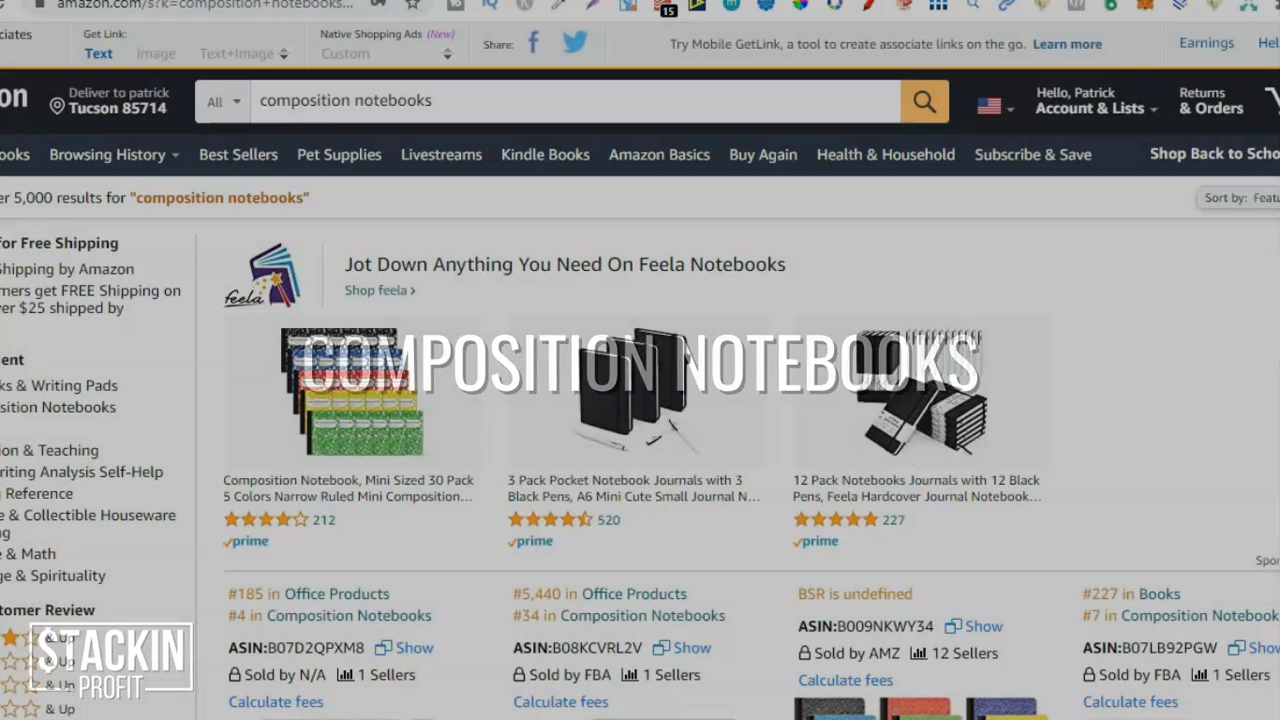 amazon.com/s?k=composition+notebooks...
15
ciates
Get Link:
Text Image Text+Image
Native Shopping Ads (New)
Custom
Share:
Try Mobile GetLink, a tool to create associate links on the go. Learn more
Earnings Hel
on
Deliver to patrick
Tucson 85714
All
composition notebooks
Hello, Patrick
Account & Lists
Returns
& Orders
ooks Browsing History Best Sellers Pet Supplies Livestreams Kindle Books Amazon Basics Buy Again Health & Household Subscribe & Save Shop Back to Scho
er 5,000 results for "composition notebooks"
Sort by: Featu
for Free Shipping
Shipping by Amazon
mers get FREE Shipping on
ver $25 shipped by
ent
ks & Writing Pads
sition Notebooks
on & Teaching
riting Analysis Self-Help
g Reference
e & Collectible Houseware
ng
e & Math
ge & Spirituality
tomer Review
& Up
& Up
& Up
& Up
feela
Jot Down Anything You Need On Feela Notebooks
Shop feela ›
COMPOSITION NOTEBOOKS
Composition Notebook, Mini Sized 30 Pack
5 Colors Narrow Ruled Mini Composition…
212
prime
3 Pack Pocket Notebook Journals with 3
Black Pens, A6 Mini Cute Small Journal N…
520
prime
12 Pack Notebooks Journals with 12 Black
Pens, Feela Hardcover Journal Notebook…
227
prime
Spor
#185 in Office Products
#4 in Composition Notebooks
ASIN:B07D2QPXM8 Show
Sold by N/A 1 Sellers
Calculate fees
#5,440 in Office Products
#34 in Composition Notebooks
ASIN:B08KCVRL2V Show
Sold by FBA 1 Sellers
Calculate fees
BSR is undefined
ASIN:B009NKWY34 Show
Sold by AMZ 12 Sellers
Calculate fees
#227 in Books
#7 in Composition Notebook
ASIN:B07LB92PGW Show
Sold by FBA 1 Sellers
Calculate fees
$TACKIN
PROFIT